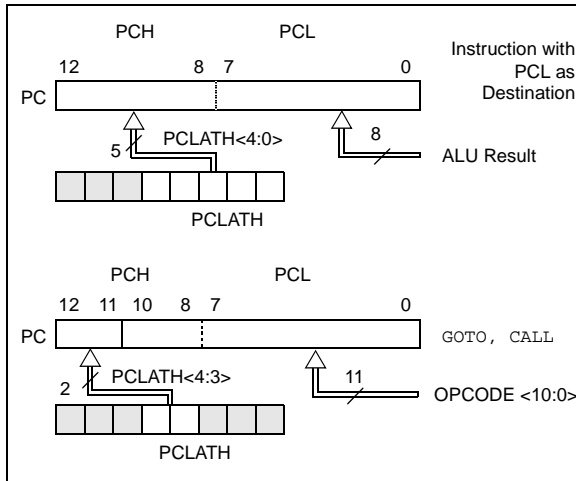 PCH PCL
12 8 7 0
Instruction with
PCL as
Destination
PC
5 PCLATH<4:0> 8
ALU Result
PCLATH
PCH PCL
12 11 10 8 7 0
PC GOTO, CALL
2 PCLATH<4:3> 11
OPCODE <10:0>
PCLATH